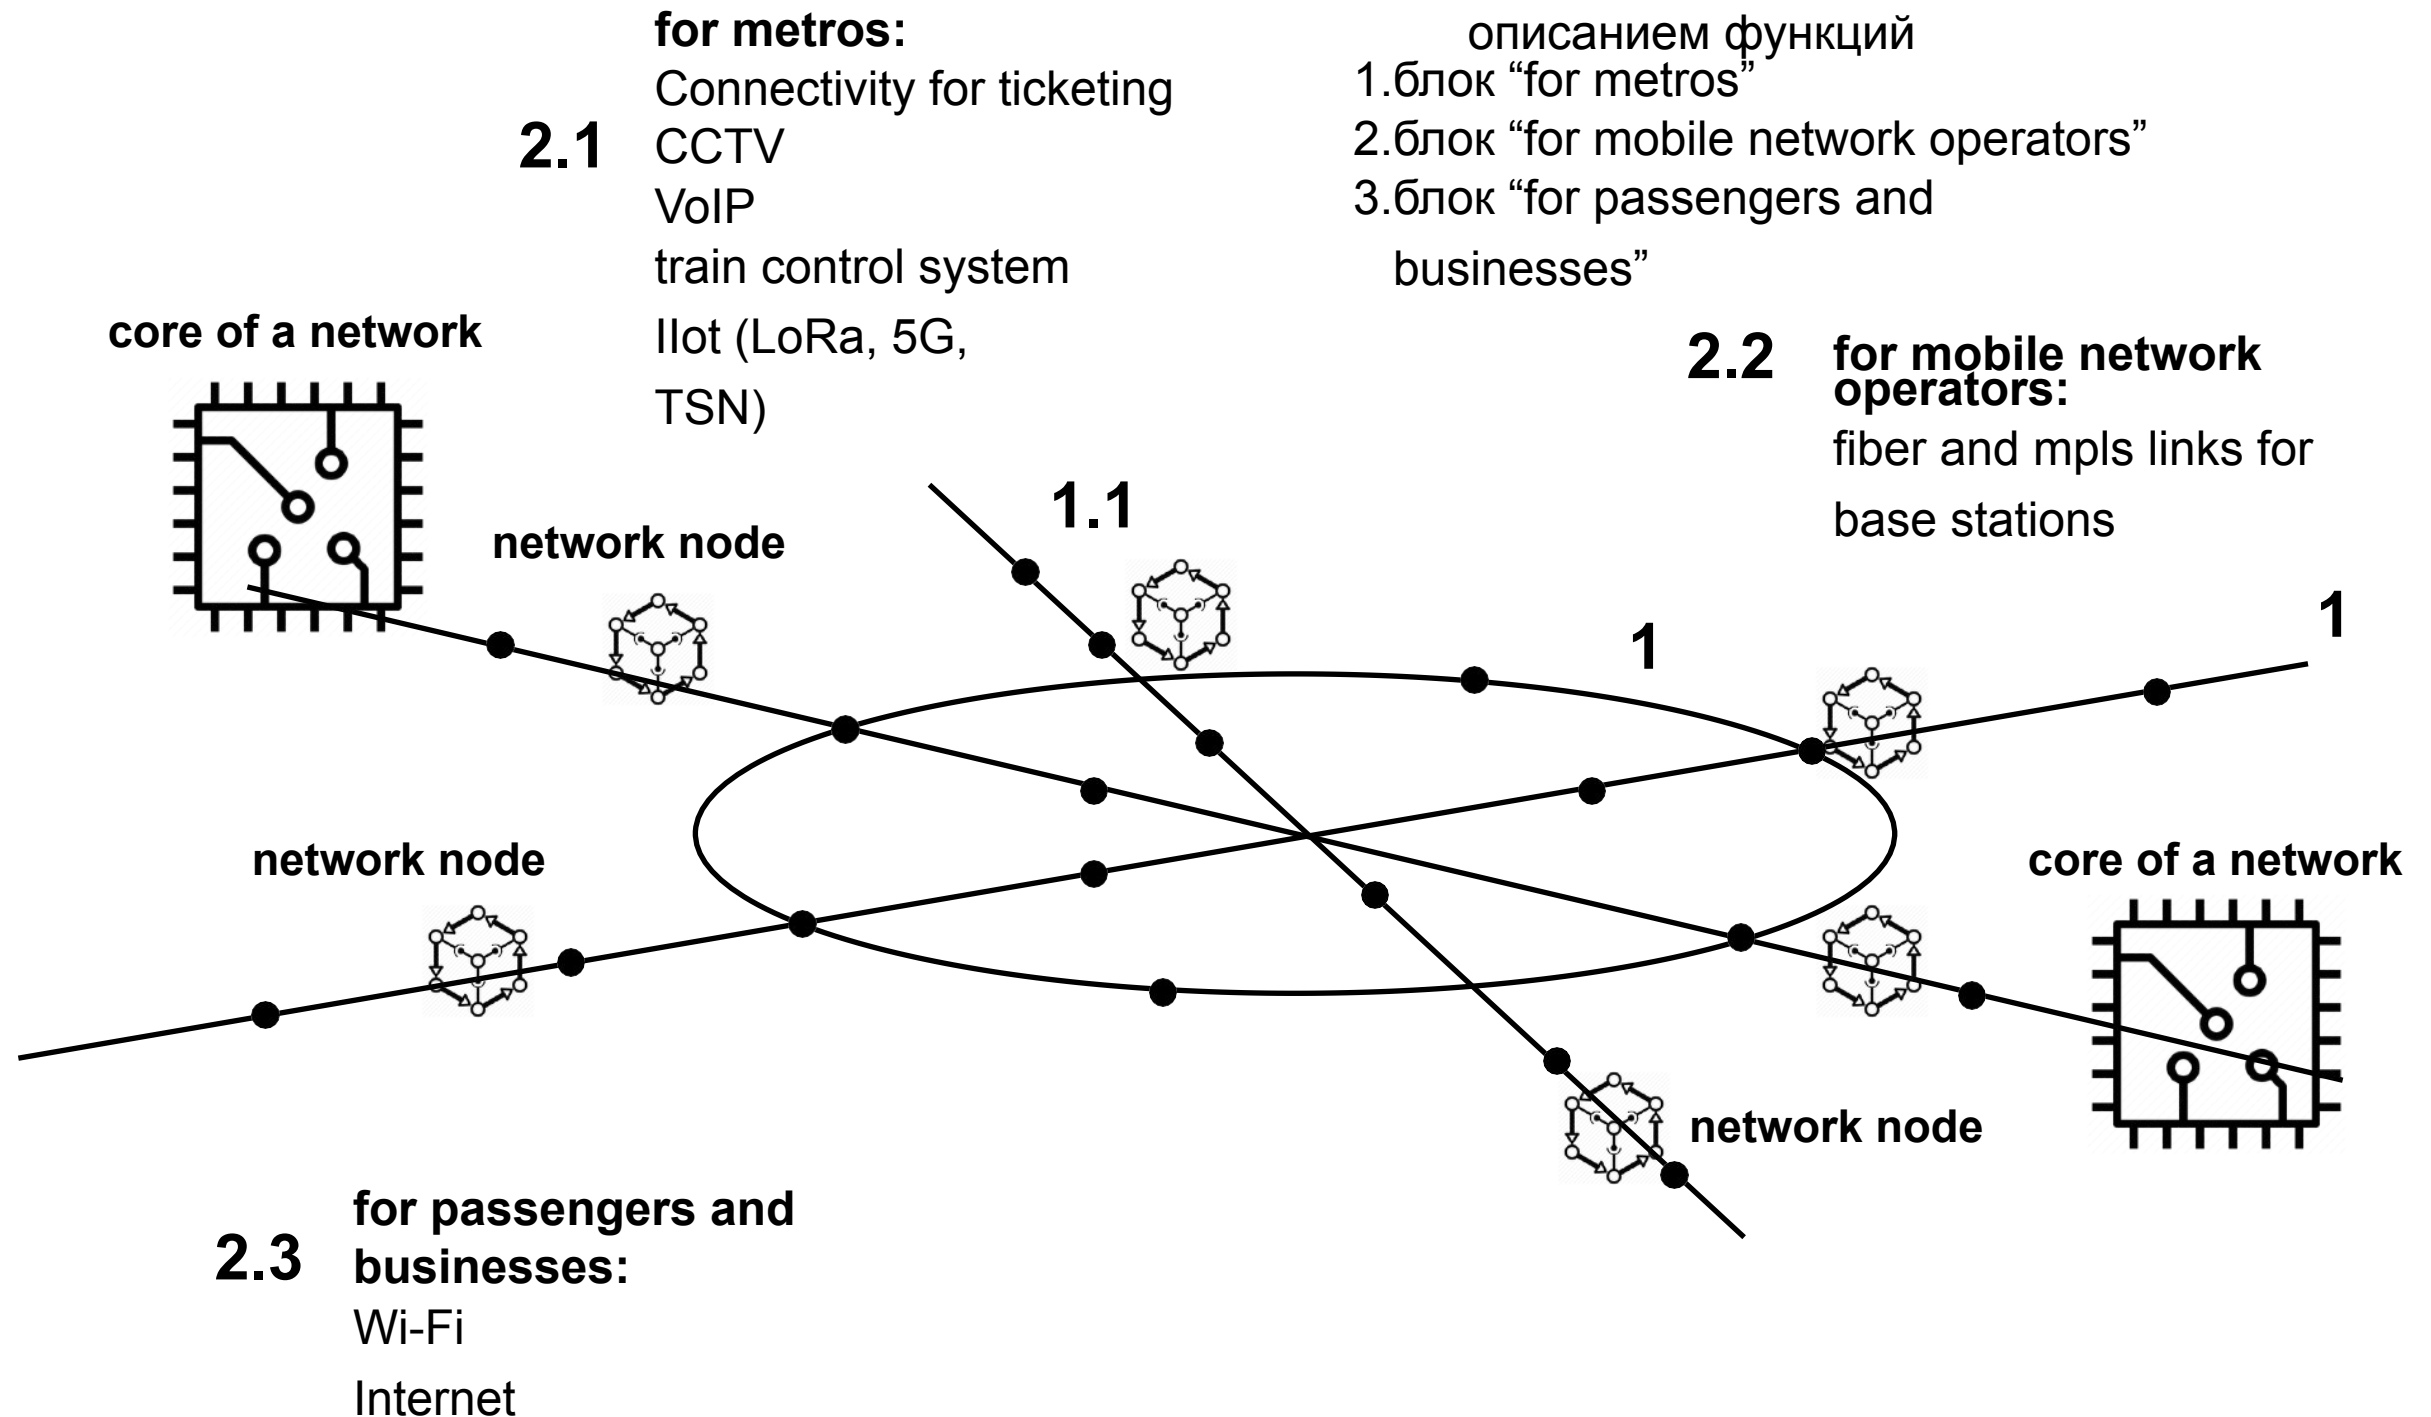 for metros:
Connectivity for ticketing
2.1
CCTV
VoIP
train control system
IIot (LoRa, 5G,
TSN)
описанием функций
1.блок “for metros”
2.блок “for mobile network operators”
3.блок “for passengers and
businesses”
core of a network
2.2
for mobile network
operators:
fiber and mpls links for
base stations
1.1
network node
1
1
network node
core of a network
network node
2.3
for passengers and
businesses:
Wi-Fi
Internet